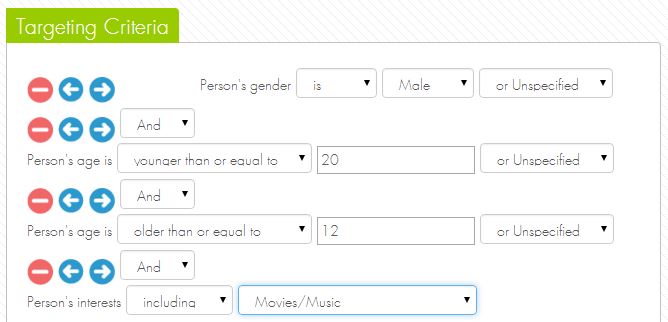 Targeting Criteria
Person's gender is Male or Unspecified
And
Person's age is younger than or equal to 20 or Unspecified
And
Person's age is older than or equal to 12 or Unspecified
And
Person's interests including Movies/Music